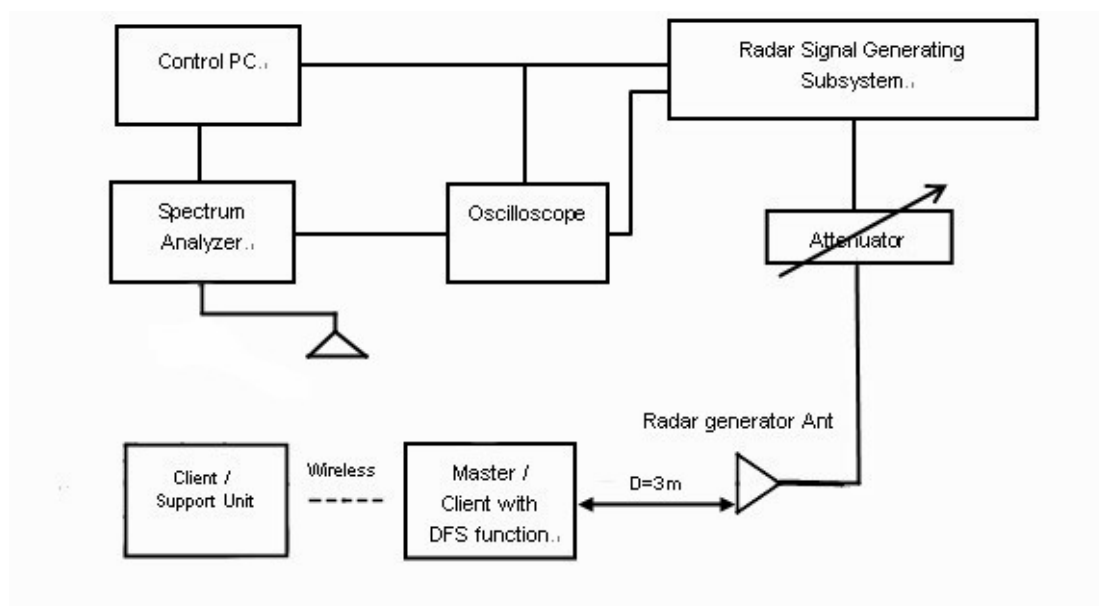 Control PC.
Radar Signal Generating
Subsystem.
Spectrum
Analyzer.
Oscilloscope
Attenuator
Radar generator Ant
Client /
Support Unit
Wireless
Master /
Client with
DFS function.
D=3m